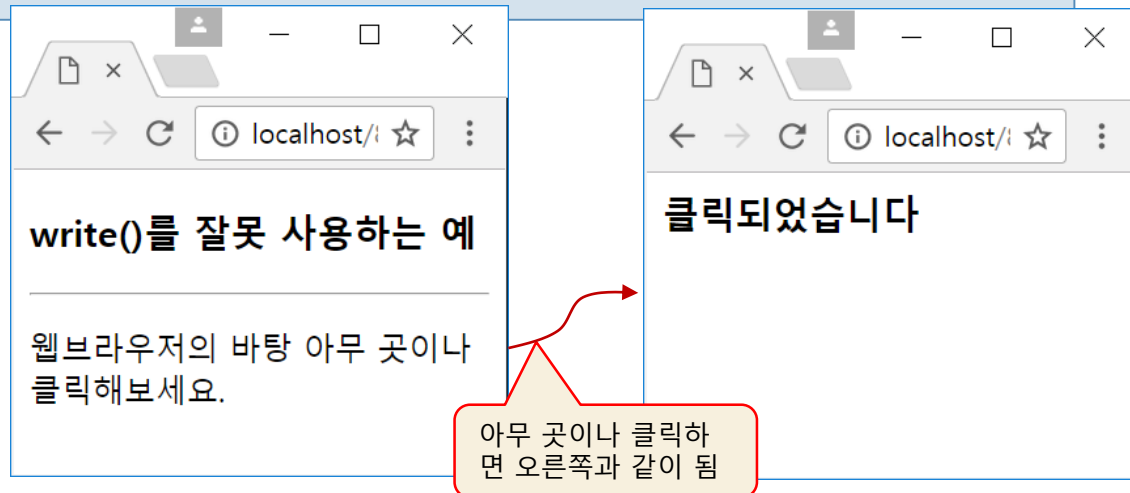 localhost/
write()를 잘못 사용하는 예
웹브라우저의 바탕 아무 곳이나
클릭해보세요.
아무 곳이나 클릭하
면 오른쪽과 같이 됨
localhost/
클릭되었습니다